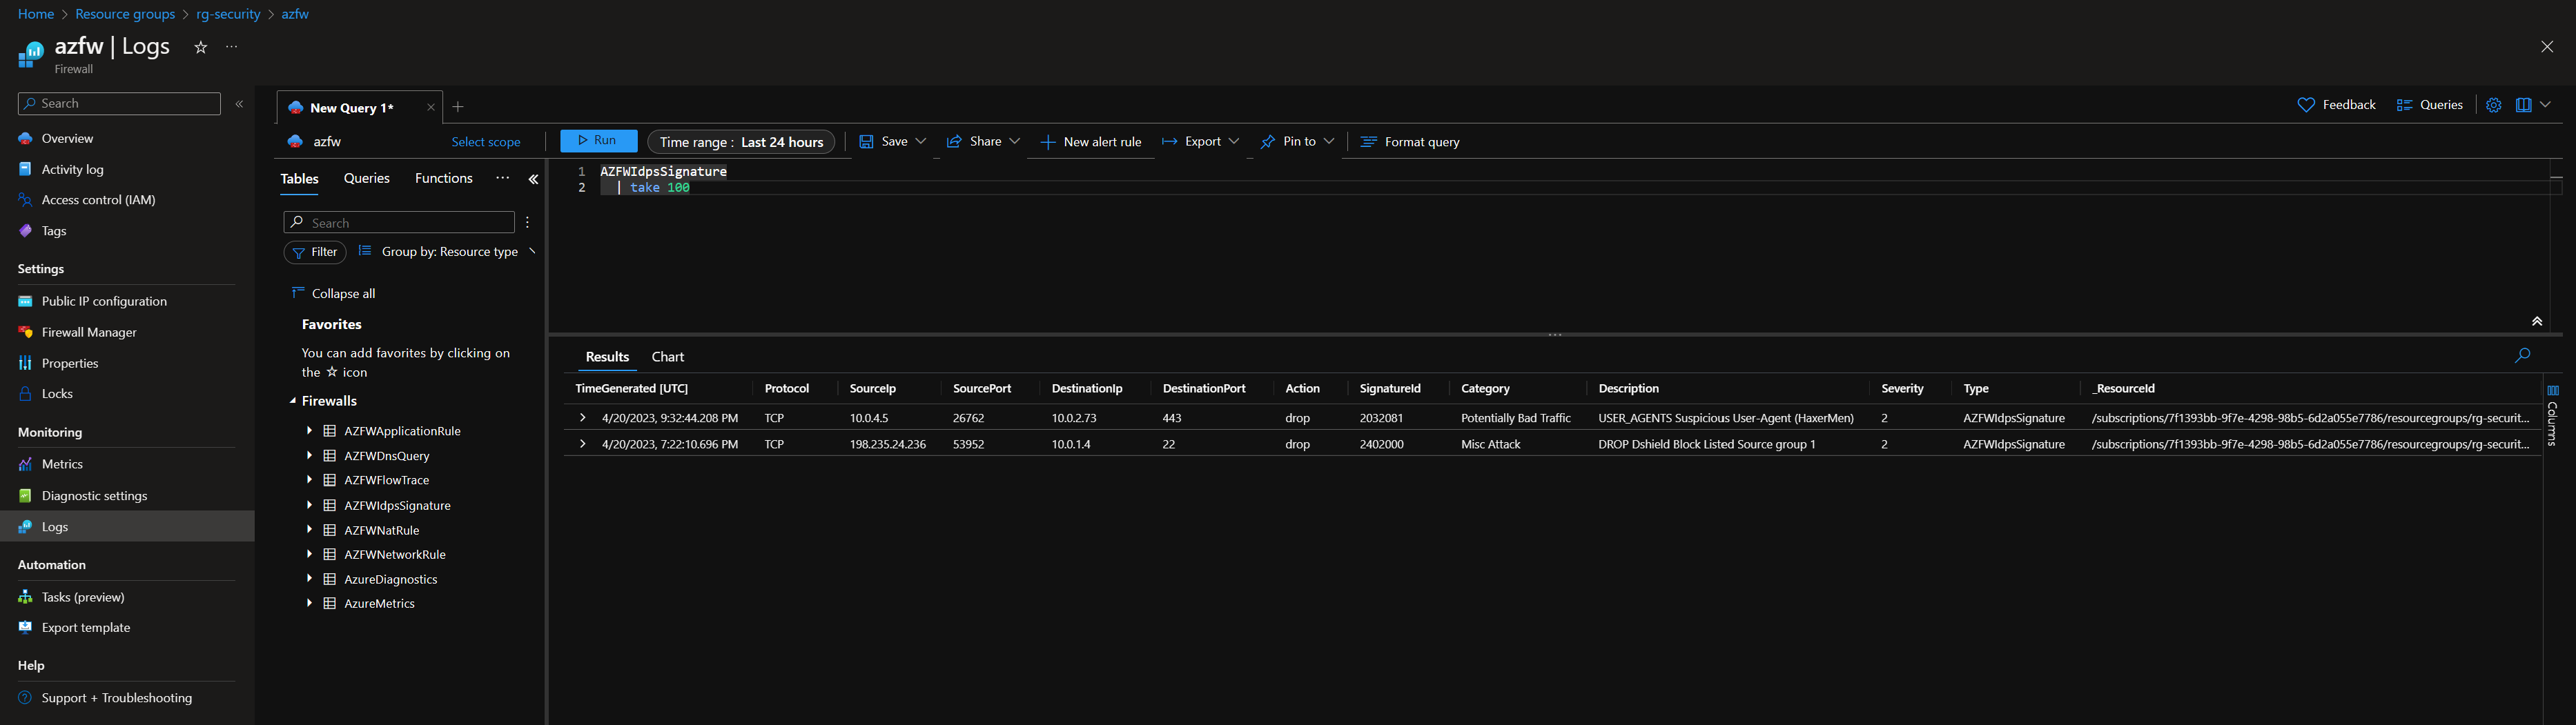 Home > Resource groups > rg-security > azfw
azfw | Logs
Firewall
Search
Overview
Activity log
Access control (IAM)
Tags
Settings
Public IP configuration
Firewall Manager
Properties
Locks
Monitoring
Metrics
Diagnostic settings
Logs
Automation
Tasks (preview)
Export template
Help
Support + Troubleshooting
New Query 1*
Feedback Queries
azfw Select scope Run Time range : Last 24 hours Save Share New alert rule Export Pin to Format query
Tables Queries Functions
Search
Filter Group by: Resource type
Collapse all
Favorites
You can add favorites by clicking on
the ☆ icon
Firewalls
AZFWApplicationRule
AZFWDnsQuery
AZFWFlowTrace
AZFWIdpsSignature
AZFWNatRule
AZFWNetworkRule
AzureDiagnostics
AzureMetrics
1 AZFWIdpsSignature
2 | take 100
Results Chart
TimeGenerated [UTC] Protocol SourceIp SourcePort DestinationIp DestinationPort Action SignatureId Category Description Severity Type _ResourceId
4/20/2023, 9:32:44.208 PM TCP 10.0.4.5 26762 10.0.2.73 443 drop 2032081 Potentially Bad Traffic USER_AGENTS Suspicious User-Agent (HaxerMen) 2 AZFWIdpsSignature /subscriptions/7f1393bb-9f7e-4298-98b5-6d2a055e7786/resourcegroups/rg-securit...
4/20/2023, 7:22:10.696 PM TCP 198.235.24.236 53952 10.0.1.4 22 drop 2402000 Misc Attack DROP Dshield Block Listed Source group 1 2 AZFWIdpsSignature /subscriptions/7f1393bb-9f7e-4298-98b5-6d2a055e7786/resourcegroups/rg-securit...
Columns